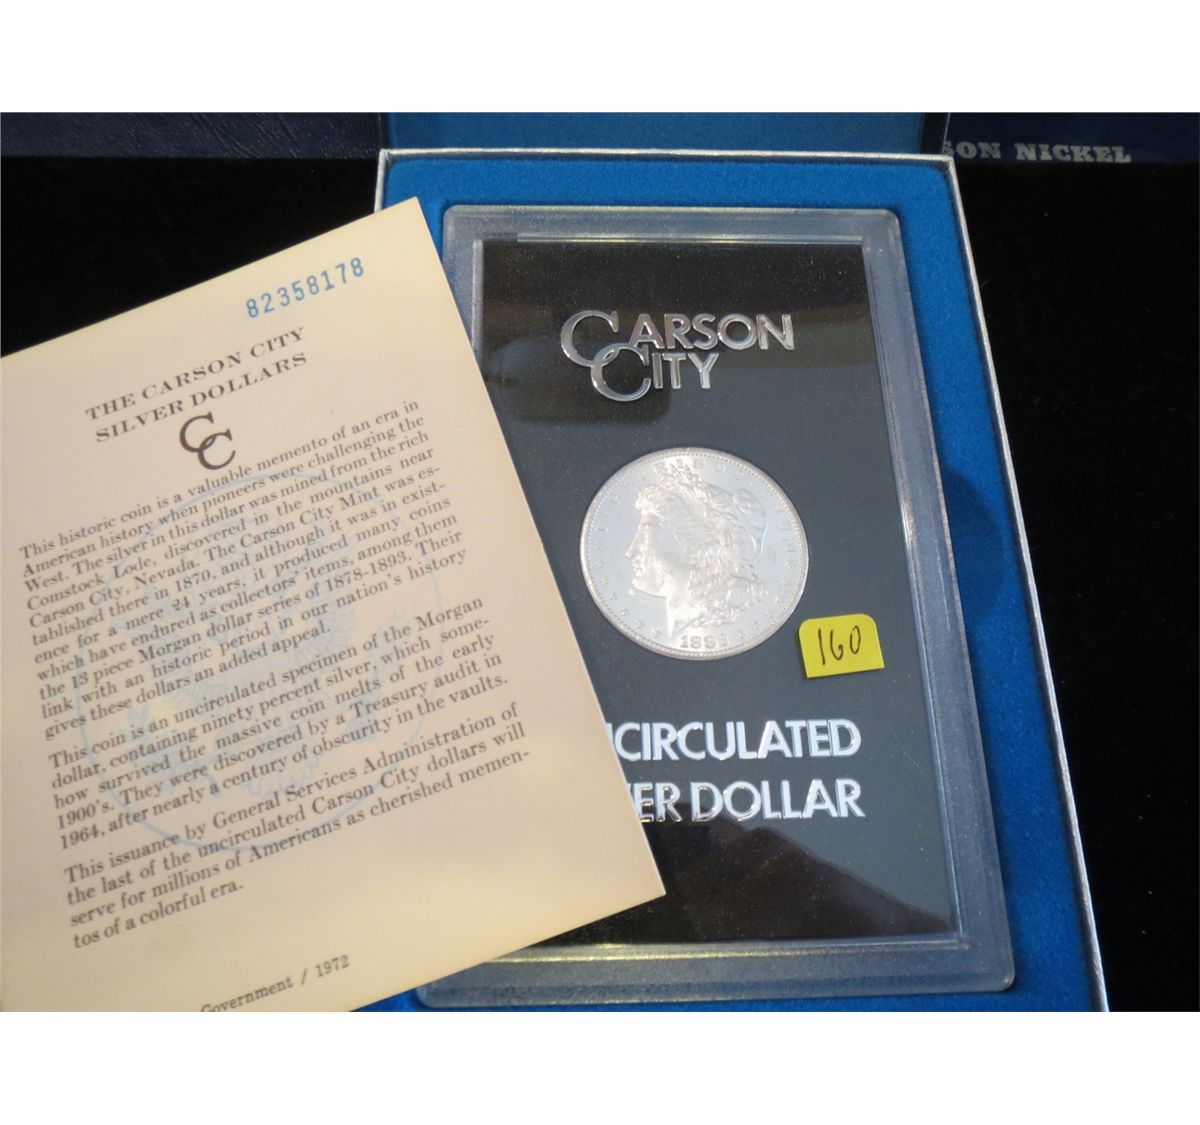 SON NICKEL
82358178
THE CARSON CITY
SILVER DOLLARS
CC
This historic coin is a valuable memento of an era in
American history when pioneers were challenging the
West. The silver in this dollar was mined from the rich
Comstock Lode, discovered in the mountains near
Carson City, Nevada. The Carson City Mint was es-
tablished there in 1870, and although it was in exist-
ence for a mere 24 years, it produced many coins
which have endured as collectors' items, among them
the 13 piece Morgan dollar series of 1878-1893. Their
link with an historic period in our nation's history
gives these dollars an added appeal.
This coin is an uncirculated specimen of the Morgan
dollar, containing ninety percent silver, which some-
how survived the massive coin melts of the early
1900's. They were discovered by a Treasury audit in
1964, after nearly a century of obscurity in the vaults.
This issuance by General Services Administration of
the last of the uncirculated Carson City dollars will
serve for millions of Americans as cherished memen-
tos of a colorful era.
Government / 1972
CARSON
CITY
160
CIRCULATED
ER DOLLAR